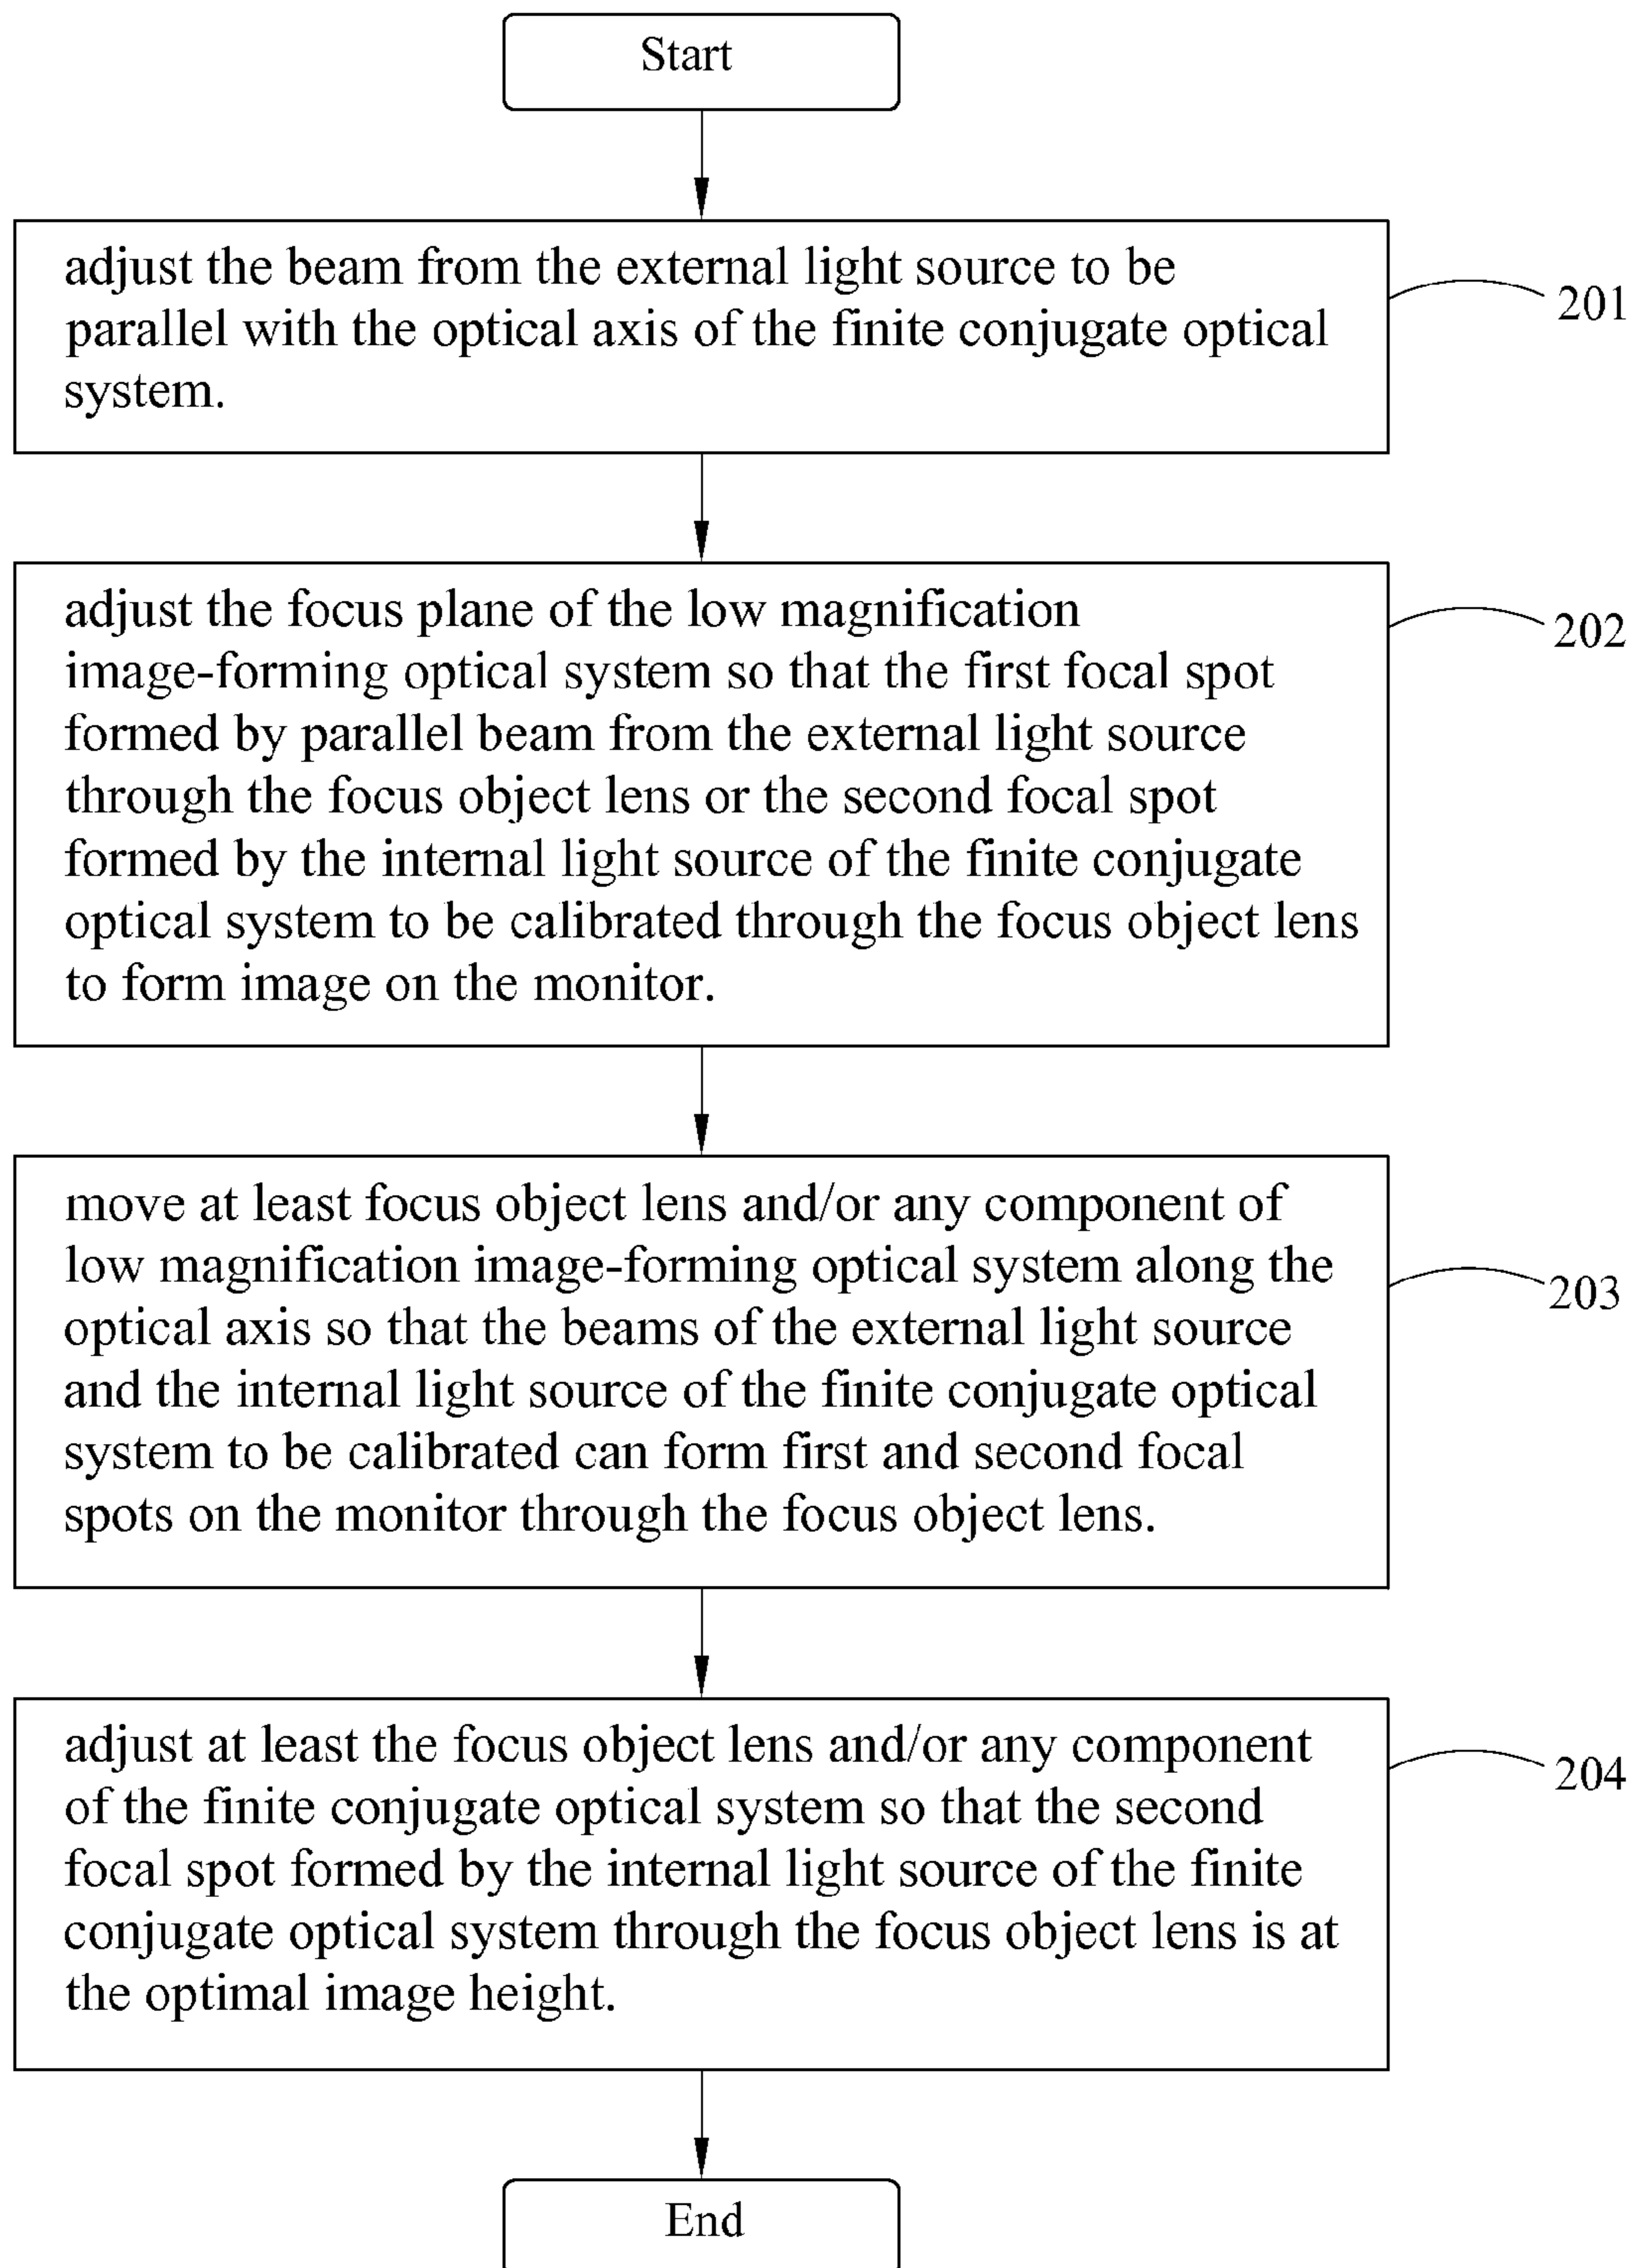 Start
adjust the beam from the external light source to be
parallel with the optical axis of the finite conjugate optical
system.
201
adjust the focus plane of the low magnification
image-forming optical system so that the first focal spot
formed by parallel beam from the external light source
through the focus object lens or the second focal spot
formed by the internal light source of the finite conjugate
optical system to be calibrated through the focus object lens
to form image on the monitor.
202
move at least focus object lens and/or any component of
low magnification image-forming optical system along the
optical axis so that the beams of the external light source
and the internal light source of the finite conjugate optical
system to be calibrated can form first and second focal
spots on the monitor through the focus object lens.
203
adjust at least the focus object lens and/or any component
of the finite conjugate optical system so that the second
focal spot formed by the internal light source of the finite
conjugate optical system through the focus object lens is at
the optimal image height.
204
End